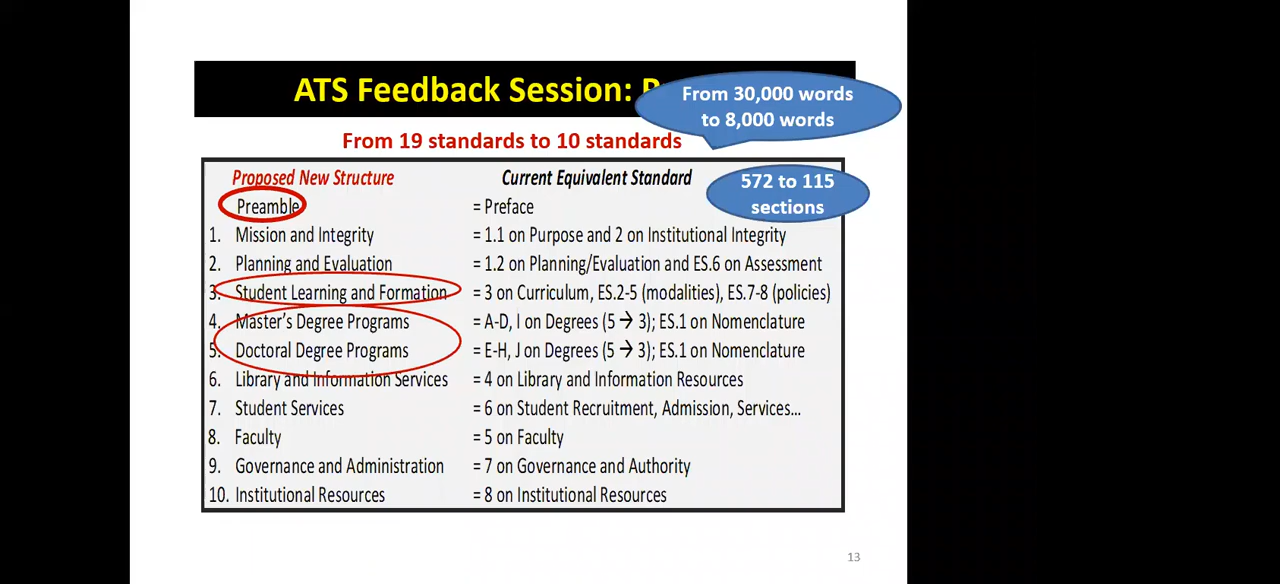 ATS Feedback Session:
From 30,000 words
to 8,000 words
From 19 standards to 10 standards
Proposed New Structure Current Equivalent Standard
572 to 115
sections
Preamble = Preface
1. Mission and Integrity = 1.1 on Purpose and 2 on Institutional Integrity
2. Planning and Evaluation = 1.2 on Planning/Evaluation and ES.6 on Assessment
3. Student Learning and Formation = 3 on Curriculum, ES.2-5 (modalities), ES.7-8 (policies)
4. Master's Degree Programs = A-D, I on Degrees (5 → 3); ES.1 on Nomenclature
5. Doctoral Degree Programs = E-H, J on Degrees (5 → 3); ES.1 on Nomenclature
6. Library and Information Services = 4 on Library and Information Resources
7. Student Services = 6 on Student Recruitment, Admission, Services...
8. Faculty = 5 on Faculty
9. Governance and Administration = 7 on Governance and Authority
10. Institutional Resources = 8 on Institutional Resources
13